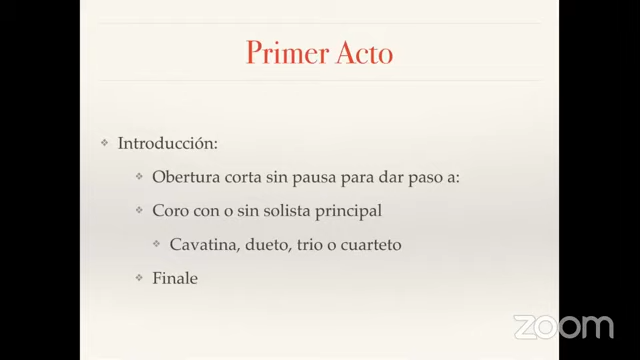 Primer Acto
Introducción:
Obertura corta sin pausa para dar paso a:
Coro con o sin solista principal
Cavatina, dueto, trio o cuarteto
Finale
zoom